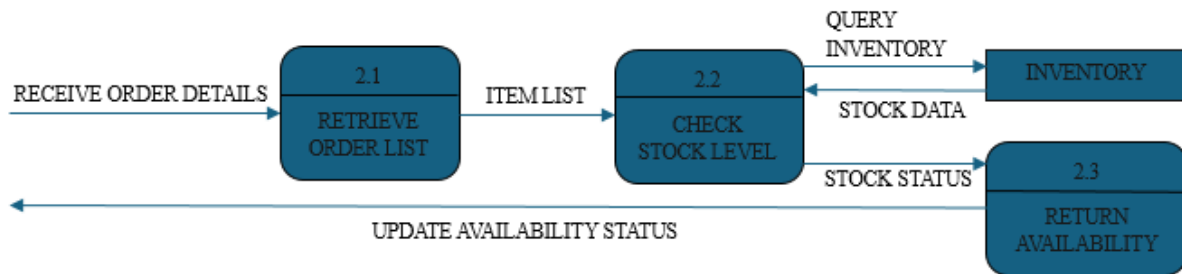 RECEIVE ORDER DETAILS
2.1
RETRIEVE
ORDER LIST
ITEM LIST
2.2
CHECK
STOCK LEVEL
QUERY
INVENTORY
INVENTORY
STOCK DATA
STOCK STATUS
2.3
RETURN
AVAILABILITY
UPDATE AVAILABILITY STATUS